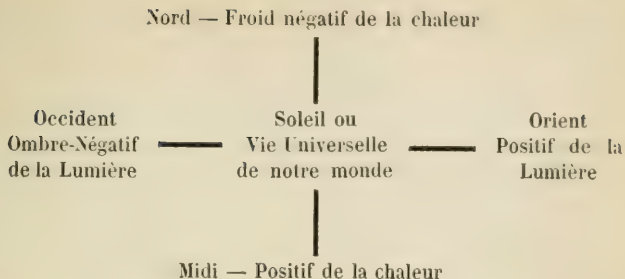 Nord — Froid négatif de la chaleur
Occident
Ombre-Négatif
de la Lumière
Soleil ou
Vie Universelle
de notre monde
Orient
Positif de la
Lumière
Midi — Positif de la chaleur